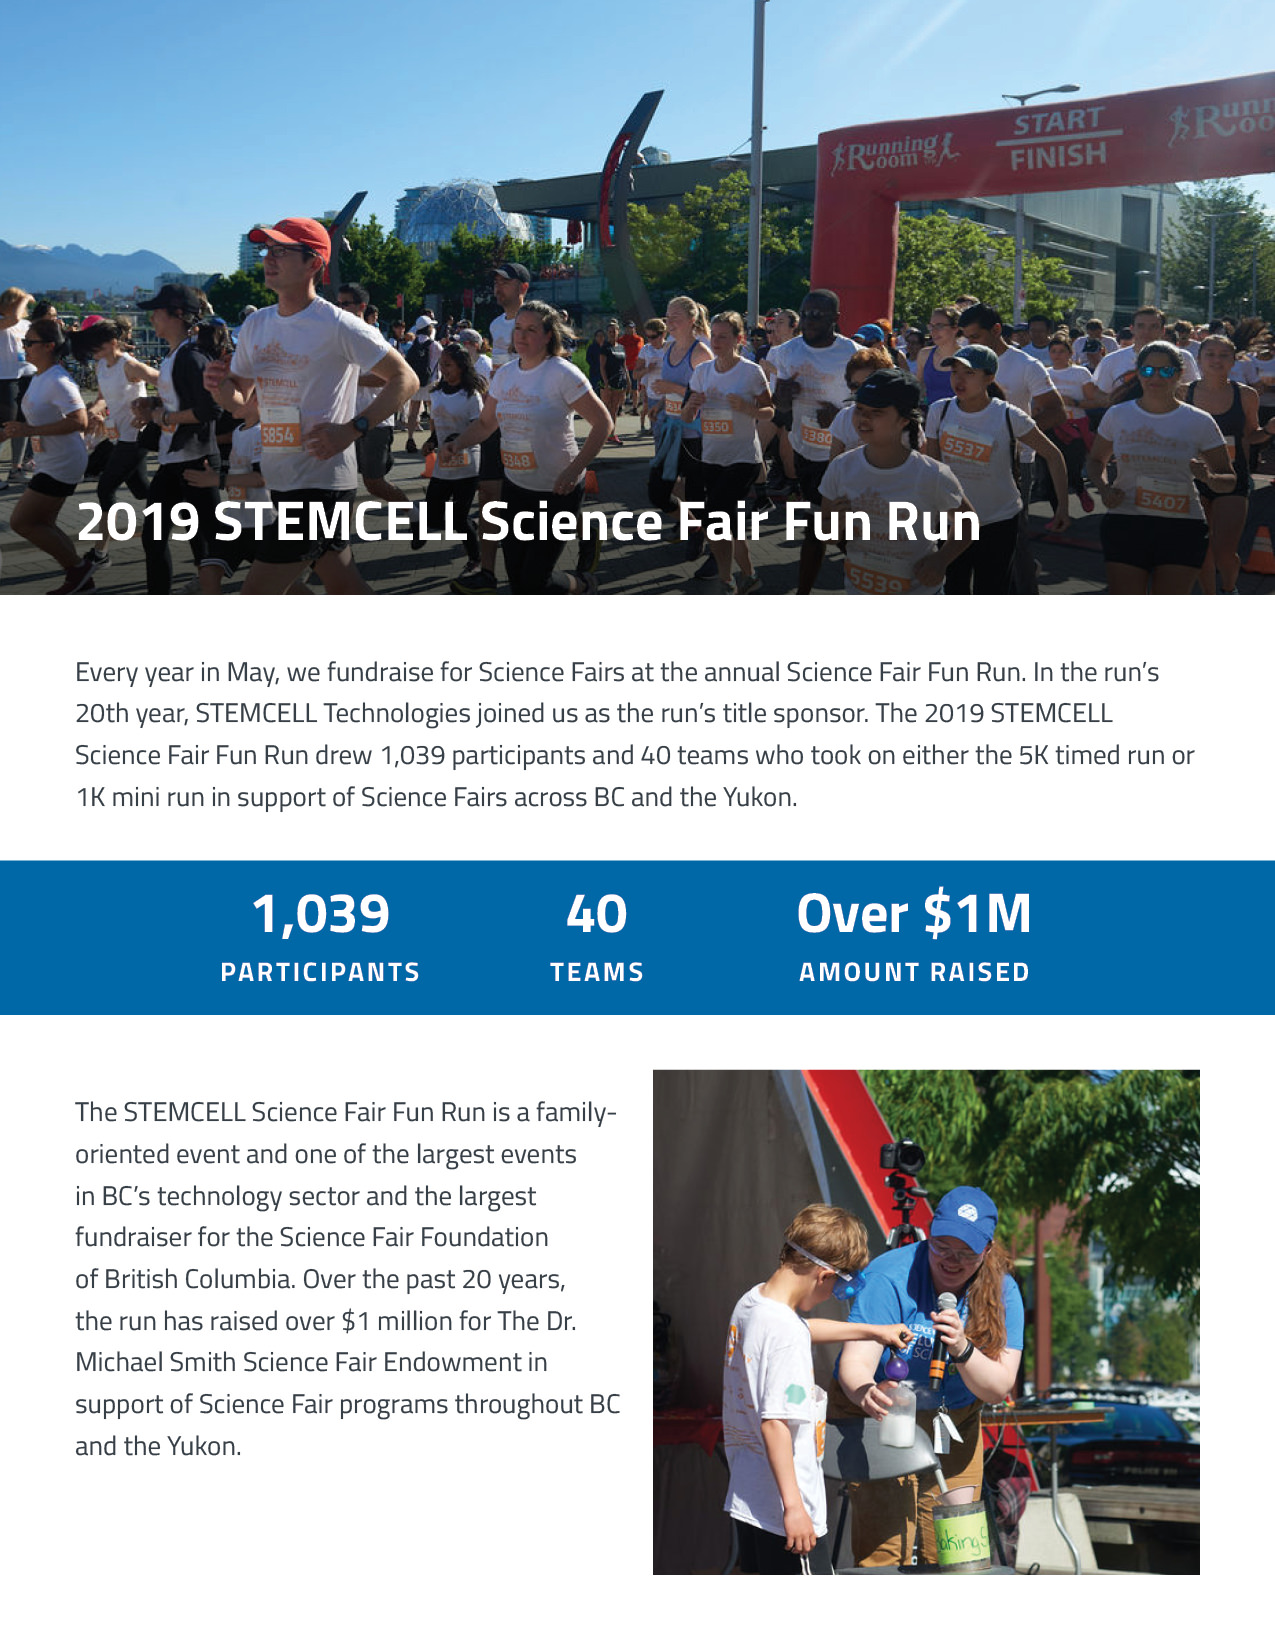 Running Room
START
FINISH
Running
STEMCELL
5854
5350
5380
5348
5537
STEMCELL
5407
5539
2019 STEMCELL Science Fair Fun Run
Every year in May, we fundraise for Science Fairs at the annual Science Fair Fun Run. In the run’s
20th year, STEMCELL Technologies joined us as the run’s title sponsor. The 2019 STEMCELL
Science Fair Fun Run drew 1,039 participants and 40 teams who took on either the 5K timed run or
1K mini run in support of Science Fairs across BC and the Yukon.
1,039
PARTICIPANTS
40
TEAMS
Over $1M
AMOUNT RAISED
The STEMCELL Science Fair Fun Run is a family-
oriented event and one of the largest events
in BC’s technology sector and the largest
fundraiser for the Science Fair Foundation
of British Columbia. Over the past 20 years,
the run has raised over $1 million for The Dr.
Michael Smith Science Fair Endowment in
support of Science Fair programs throughout BC
and the Yukon.
POLICE